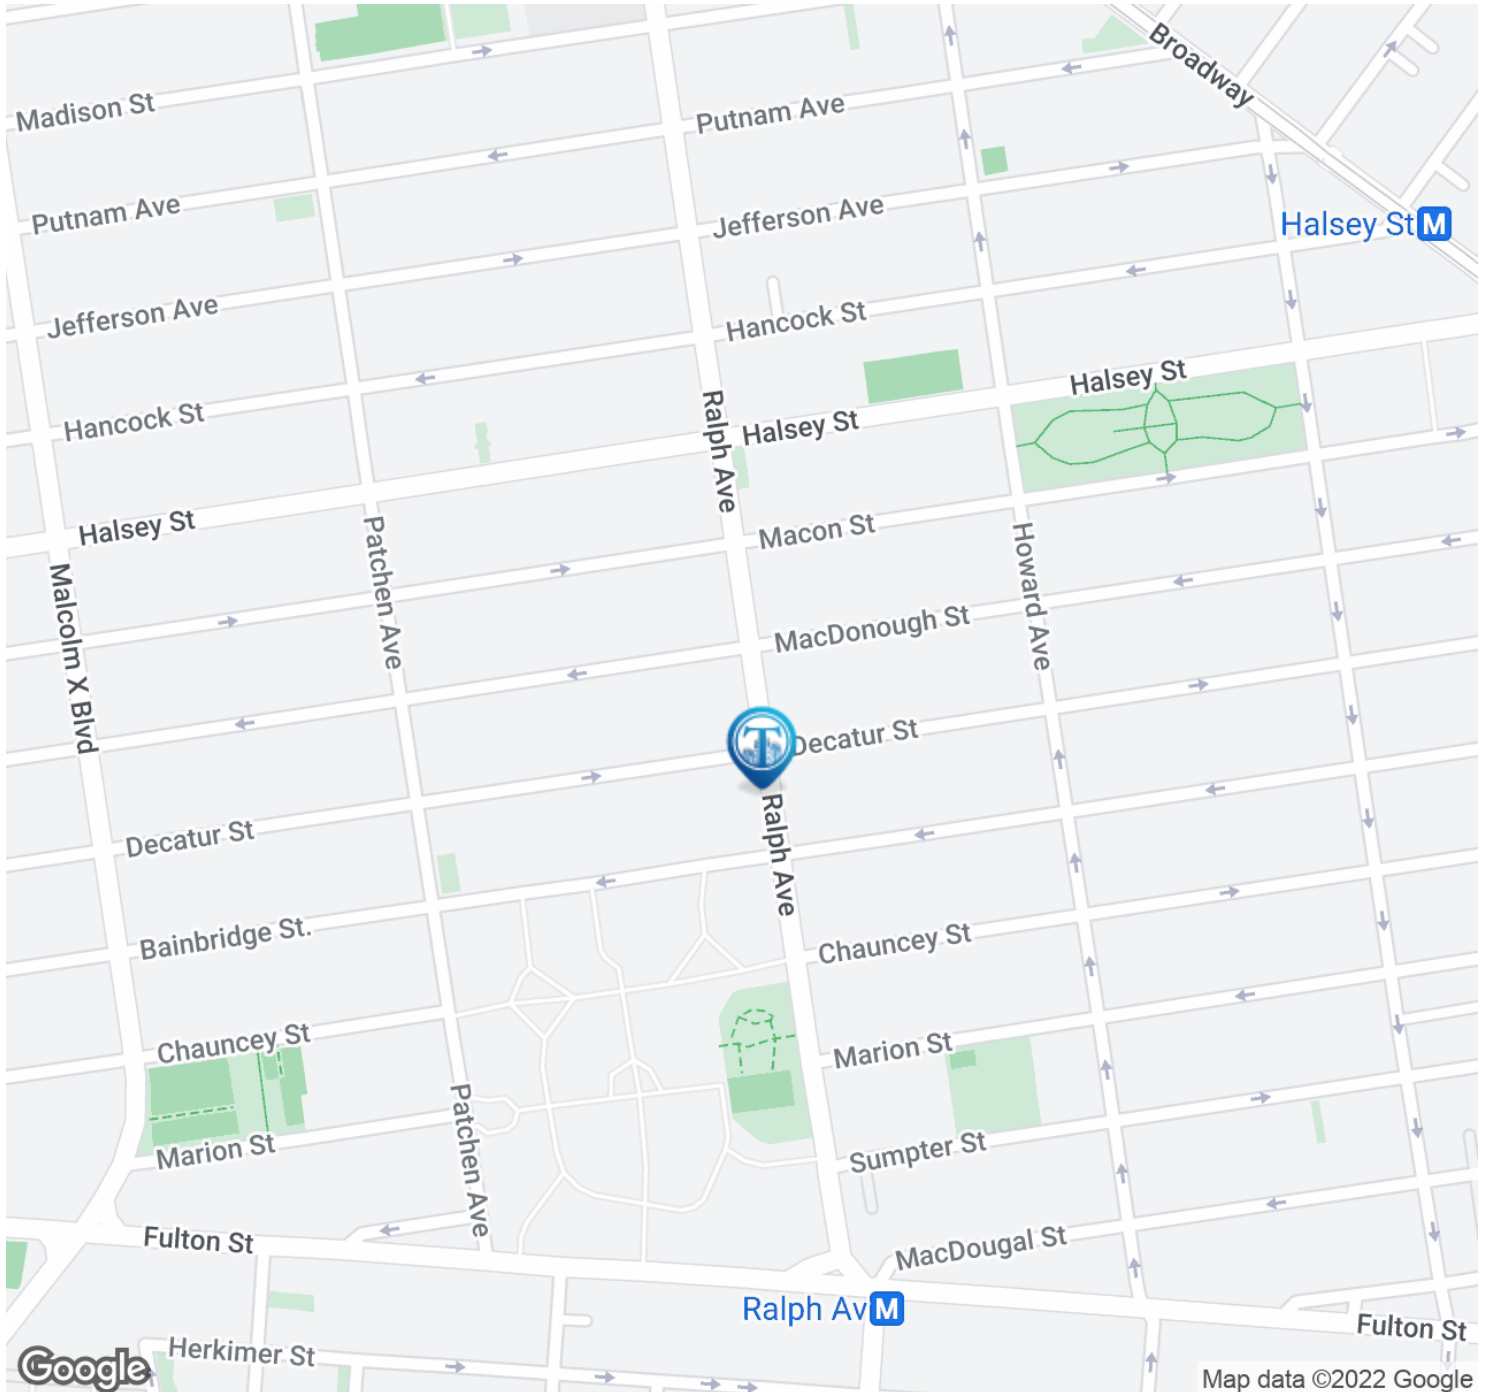 Broadway
Madison St
Putnam Ave
Putnam Ave
Jefferson Ave
Halsey St M
Jefferson Ave
Hancock St
Halsey St
Hancock St
Ralph Ave
Halsey St
Halsey St
Macon St
Patchen Ave
Howard Ave
Malcolm X Blvd
MacDonough St
T
Decatur St
Decatur St
Ralph Ave
Bainbridge St.
Chauncey St
Chauncey St
Marion St
Patchen Ave
Marion St
Sumpter St
Fulton St
MacDougal St
Ralph Av M
Fulton St
Herkimer St
Google
Map data ©2022 Google